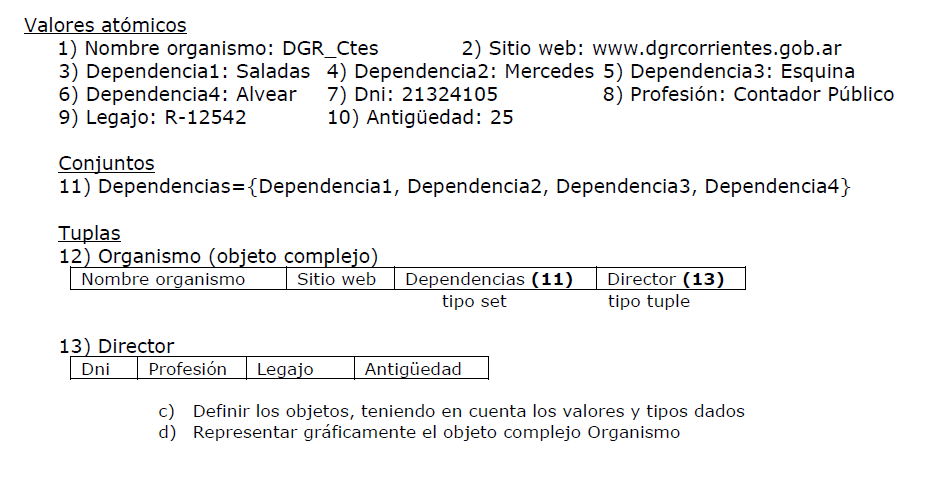 Valores atómicos
1) Nombre organismo: DGR_Ctes 2) Sitio web: www.dgrcorrientes.gob.ar
3) Dependencia1: Saladas 4) Dependencia2: Mercedes 5) Dependencia3: Esquina
6) Dependencia4: Alvear 7) Dni: 21324105 8) Profesión: Contador Público
9) Legajo: R-12542 10) Antigüedad: 25
Conjuntos
11) Dependencias={Dependencia1, Dependencia2, Dependencia3, Dependencia4}
Tuplas
12) Organismo (objeto complejo)
Nombre organismo Sitio web Dependencias (11) Director (13)
tipo set tipo tuple
13) Director
Dni Profesión Legajo Antigüedad
c) Definir los objetos, teniendo en cuenta los valores y tipos dados
d) Representar gráficamente el objeto complejo Organismo